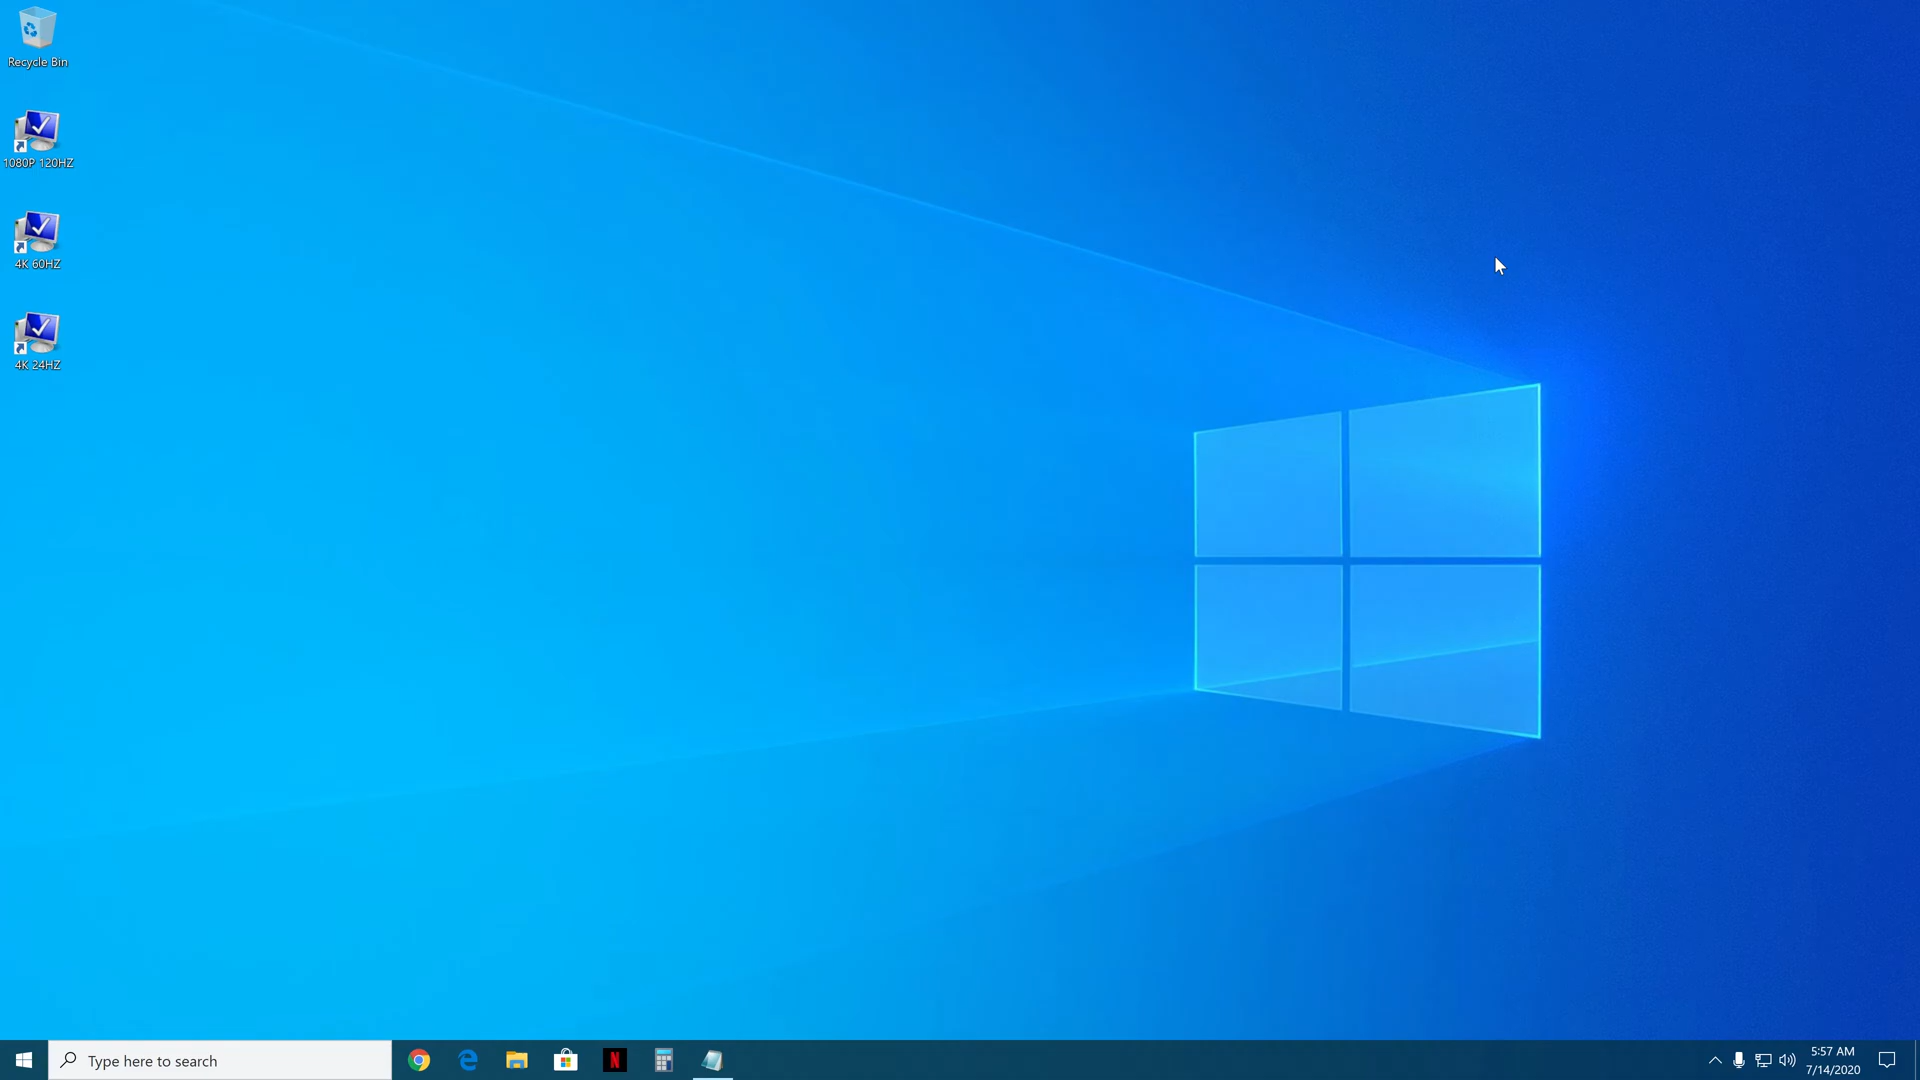 Recycle Bin
1080P 120HZ
4K 60HZ
4K 24HZ
Type here to search
N
5:57 AM
7/14/2020